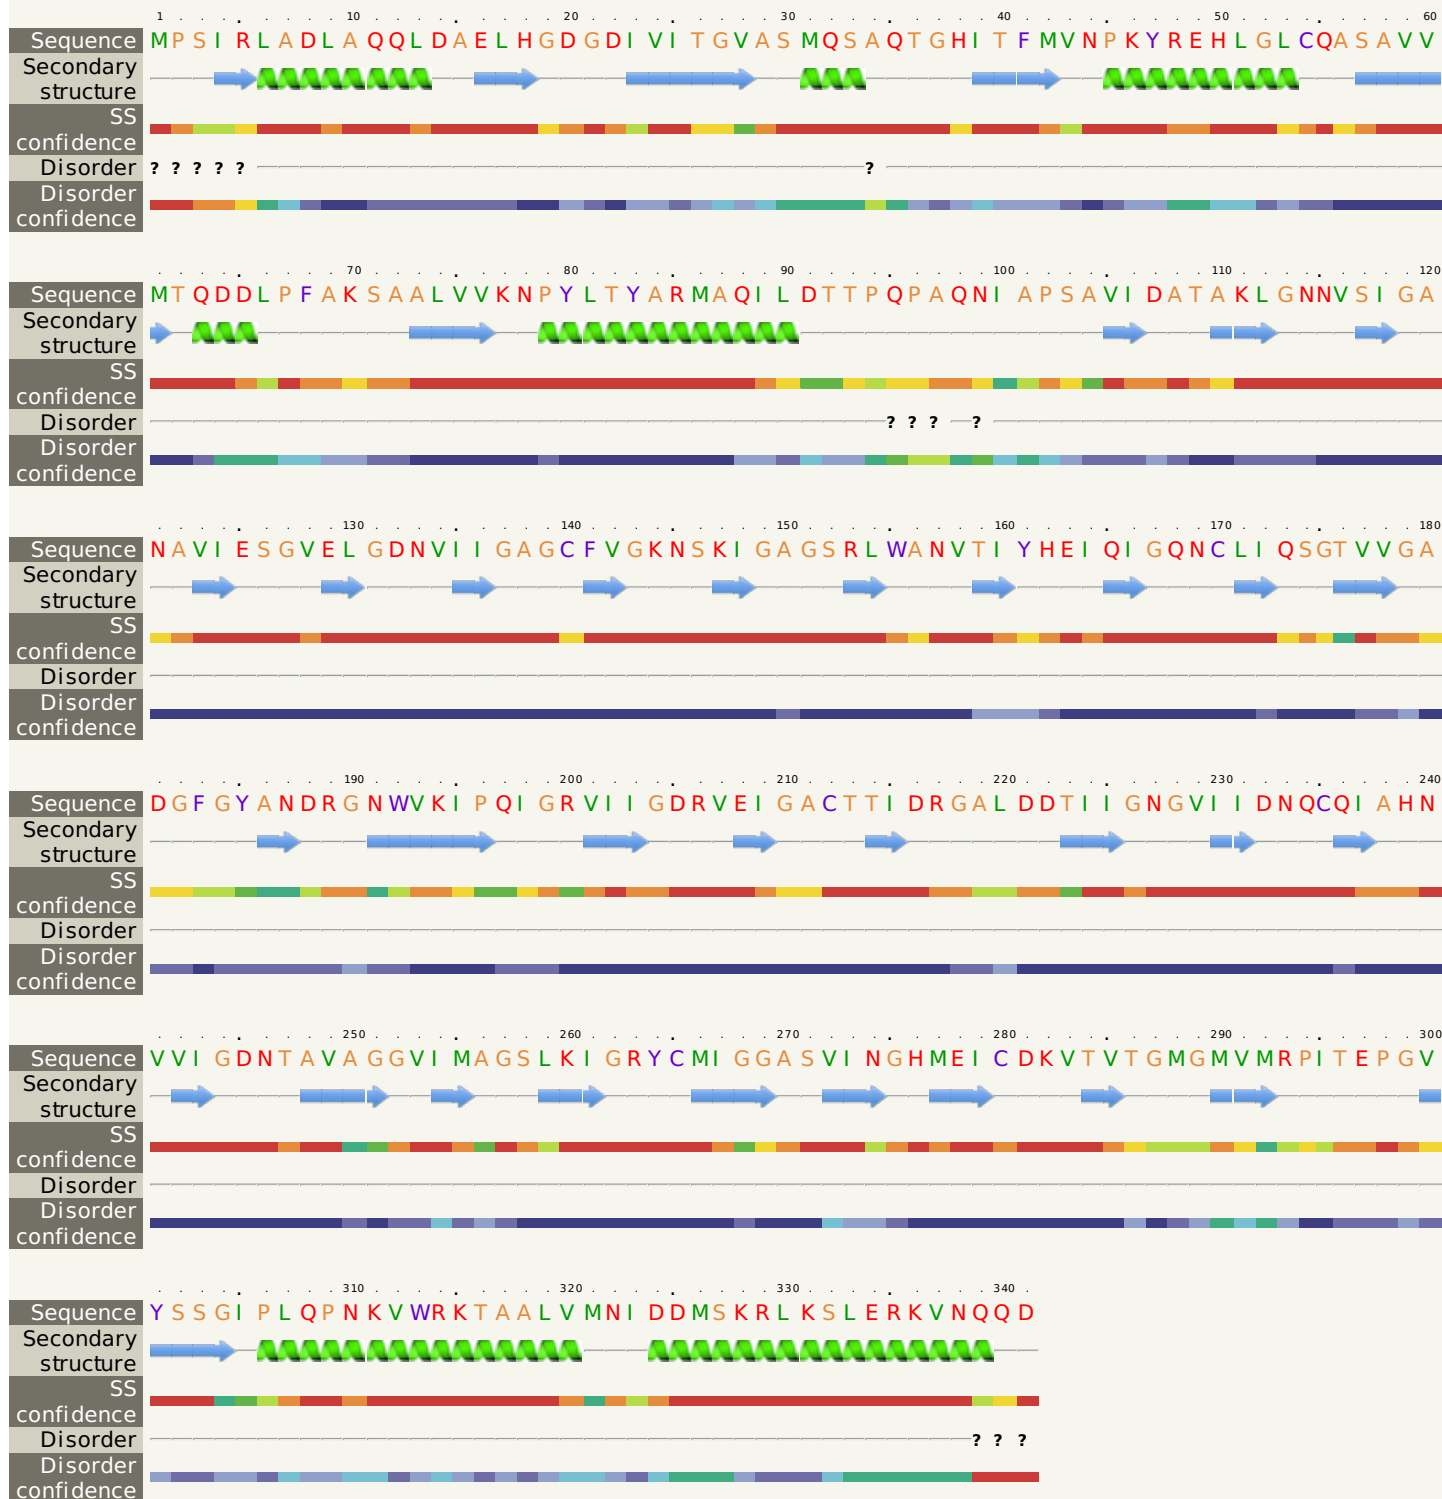 1 10 20 30 40 50 60
Sequence MPSIRLADLAQQLDAELHGDGDIVITGVASMQSAQTGHITFMVNPKYREHLGLCQASAVV
Secondary
structure
SS
confidence
Disorder ? ? ? ? ? ?
Disorder
confidence
70 80 90 100 110 120
Sequence MTQDDLPFAKSAALVVKNPYLTYARMAQILDTTPQPAQNIAPSAVIDATAKLGNNVSIGA
Secondary
structure
SS
confidence
Disorder ? ? ? ?
Disorder
confidence
130 140 150 160 170 180
Sequence NAVIESGVELGDNVIIGAGCFVGKNSKIGAGSRLWANVTIYHEIQIGQNCLIQSGTVVGA
Secondary
structure
SS
confidence
Disorder
Disorder
confidence
190 200 210 220 230 240
Sequence DGFGYANDRGNWVKIPQIGRVIIGDRVEIGACTTIDRGALDDTIIGNGVIIDNQCQIAHN
Secondary
structure
SS
confidence
Disorder
Disorder
confidence
250 260 270 280 290 300
Sequence VVIGDNTAVAGGVIMAGSLKIGRYCMIGGASVINGHMEICDKVTVTGMGMVMRPITEPGV
Secondary
structure
SS
confidence
Disorder
Disorder
confidence
310 320 330 340
Sequence YSSGIPLQPNKVWRKTAALVMNIDDMSKRLKSLERKVNQQD
Secondary
structure
SS
confidence
Disorder ? ? ?
Disorder
confidence